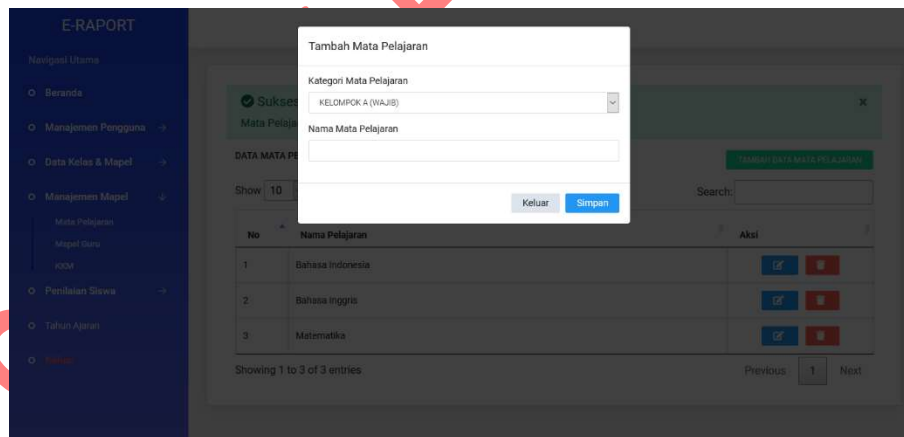 E-RAPORT
Navigasi Utama
Beranda
Manajemen Pengguna
Data Kelas & Mapel
Manajemen Mapel
Mata Pelajaran
Mapel Guru
KKM
Penilaian Siswa
Tahun Ajaran
Tambah Mata Pelajaran
Kategori Mata Pelajaran
KELOMPOK A (WAJIB)
Nama Mata Pelajaran
Keluar Simpan
Sukses
Mata Pelaja
×
DATA MATA PE
TAMBAH DATA MATA PELAJARAN
Show 10
Search:
No Nama Pelajaran Aksi
1 Bahasa Indonesia
2 Bahasa Inggris
3 Matematika
Showing 1 to 3 of 3 entries
Previous 1 Next